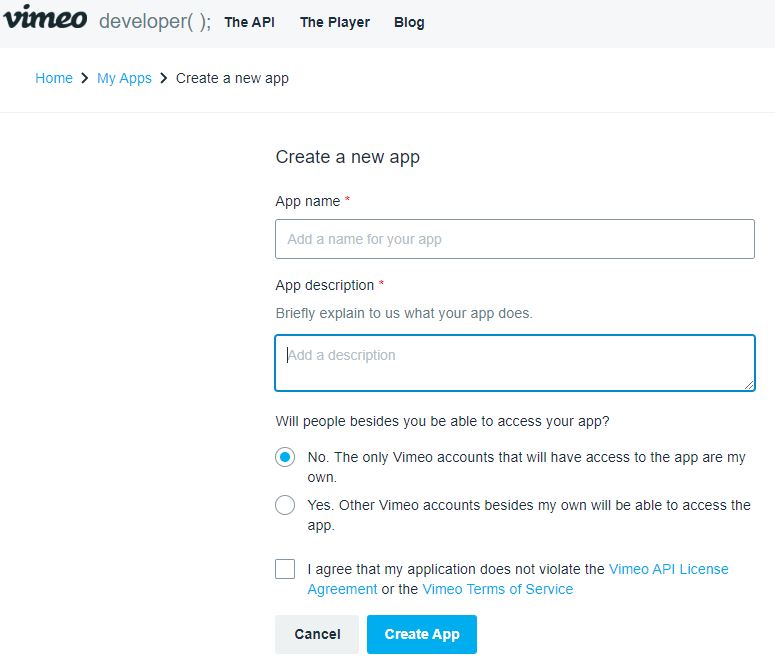 vimeo developer( ); The API The Player Blog
Home > My Apps > Create a new app
Create a new app
App name *
Add a name for your app
App description *
Briefly explain to us what your app does.
Add a description
Will people besides you be able to access your app?
No. The only Vimeo accounts that will have access to the app are my
own.
Yes. Other Vimeo accounts besides my own will be able to access the
app.
I agree that my application does not violate the Vimeo API License
Agreement or the Vimeo Terms of Service
Cancel Create App